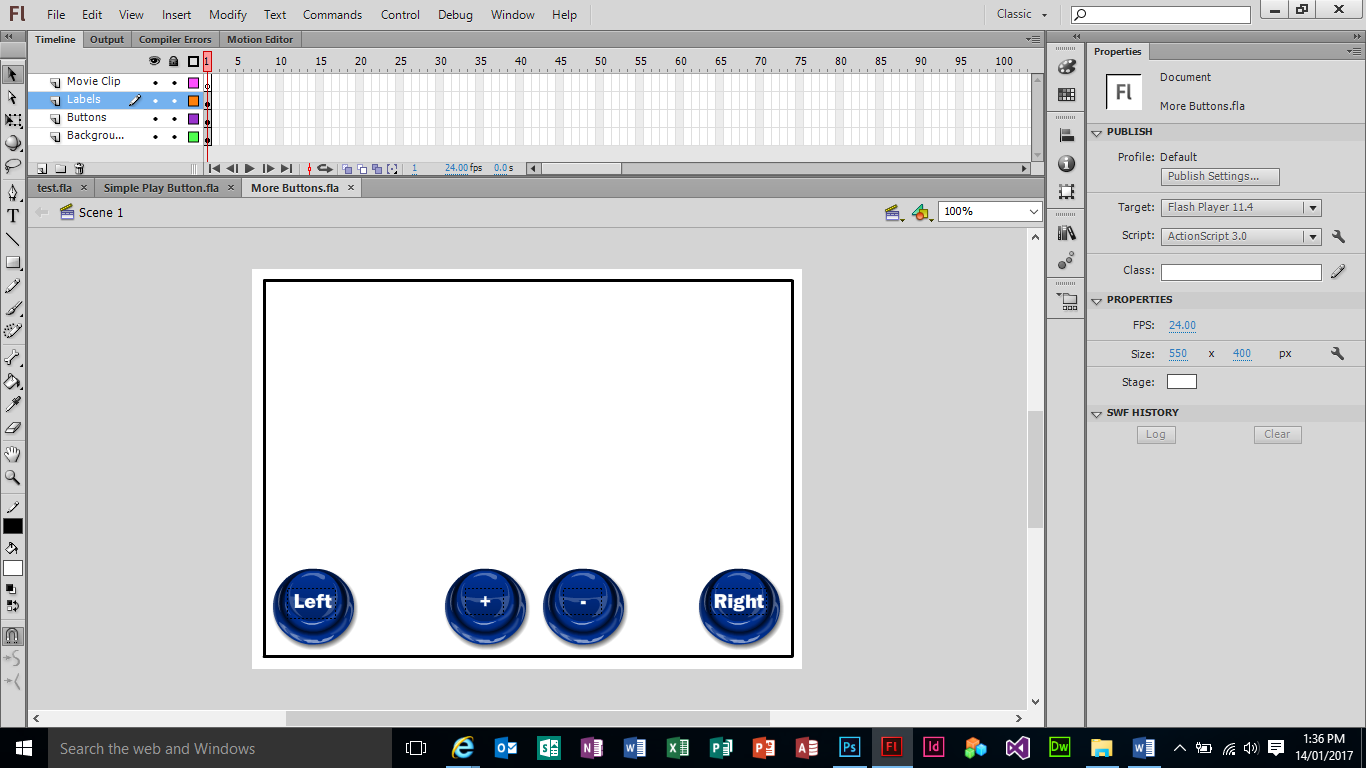 Fl File Edit View Insert Modify Text Commands Control Debug Window Help Classic
Timeline Output Compiler Errors Motion Editor
1 5 10 15 20 25 30 35 40 45 50 55 60 65 70 75 80 85 90 95 100
Movie Clip
Labels
Buttons
Backgrou...
1 24.00 fps 0.0 s
test.fla Simple Play Button.fla More Buttons.fla
Scene 1 100%
Left + - Right
Properties
Fl
Document
More Buttons.fla
PUBLISH
Profile: Default
Publish Settings...
Target: Flash Player 11.4
Script: ActionScript 3.0
Class:
PROPERTIES
FPS: 24.00
Size: 550 x 400 px
Stage:
SWF HISTORY
Log Clear
T
Search the web and Windows
Ps Fl Id Dw
1:36 PM
14/01/2017